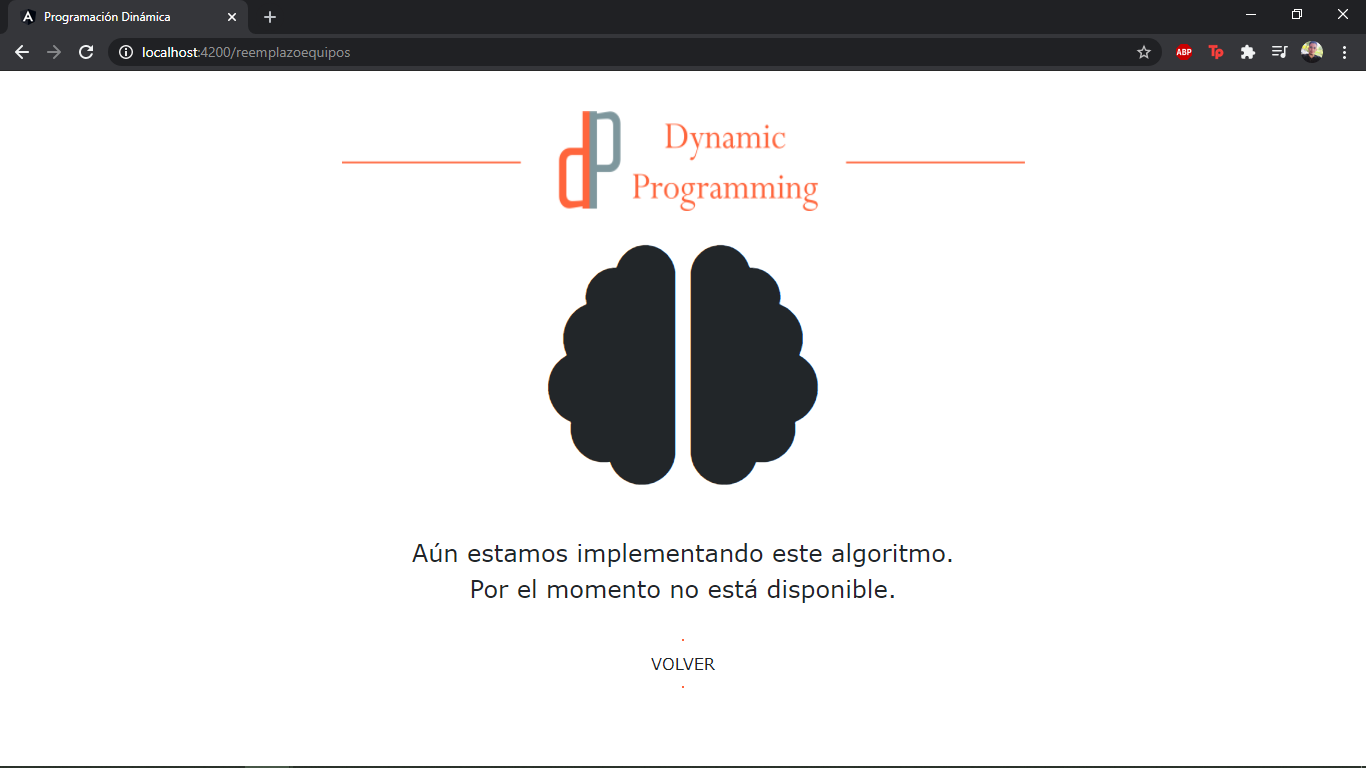 Programación Dinámica
localhost:4200/reemplazoequipos
ABP
Tp
dp
Dynamic
Programming
Aún estamos implementando este algoritmo.
Por el momento no está disponible.
VOLVER